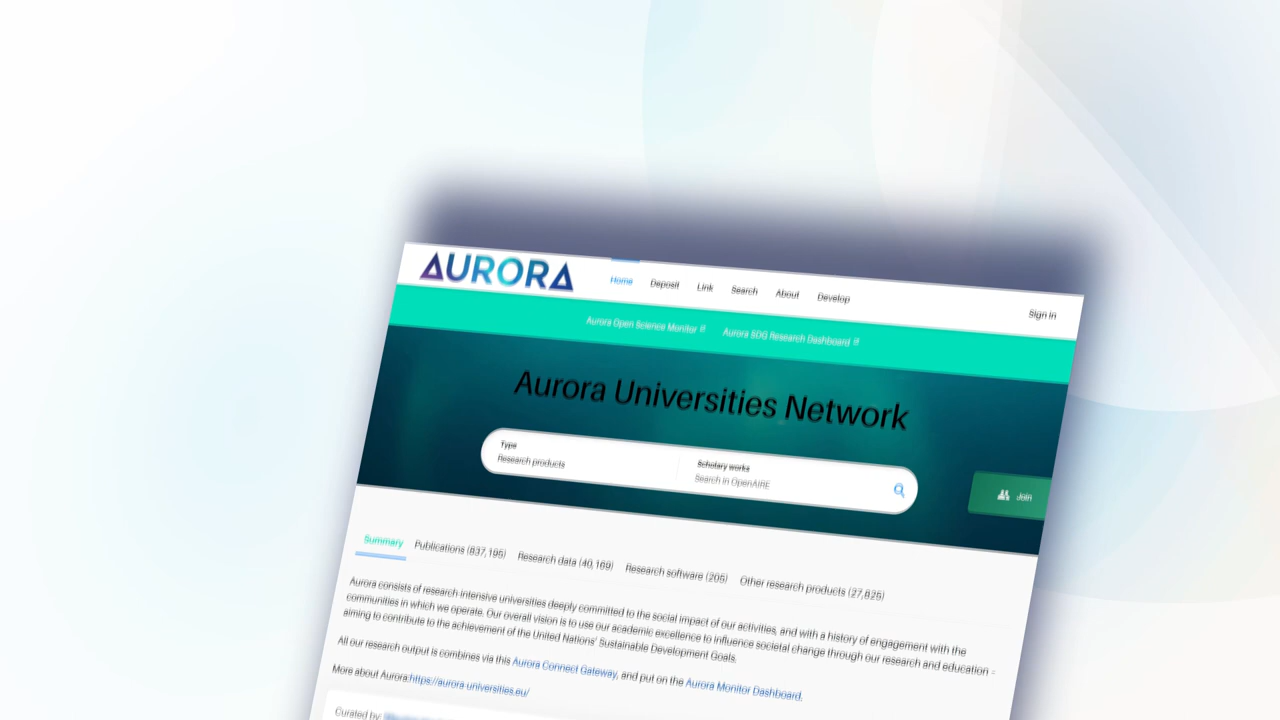 AURORA
Home Deposit Link Search About Develop
Sign in
Aurora Open Science Monitor Aurora SDG Research Dashboard
Aurora Universities Network
Type
Research products
Scholary works
Search in OpenAIRE
Join
Summary Publications (637,195) Research data (40,169) Research software (205) Other research products (27,625)
Aurora consists of research intensive universities deeply committed to the social impact of our activities, and with a history of engagement with the
communities in which we operate. Our overall vision is to use our academic excellence to influence societal change through our research and education -
aiming to contribute to the achievement of the United Nations' Sustainable Development Goals.
All our research output is combines via this Aurora Connect Gateway, and put on the Aurora Monitor Dashboard.
More about Aurora:https://aurora-universities.eu/
Curated by: